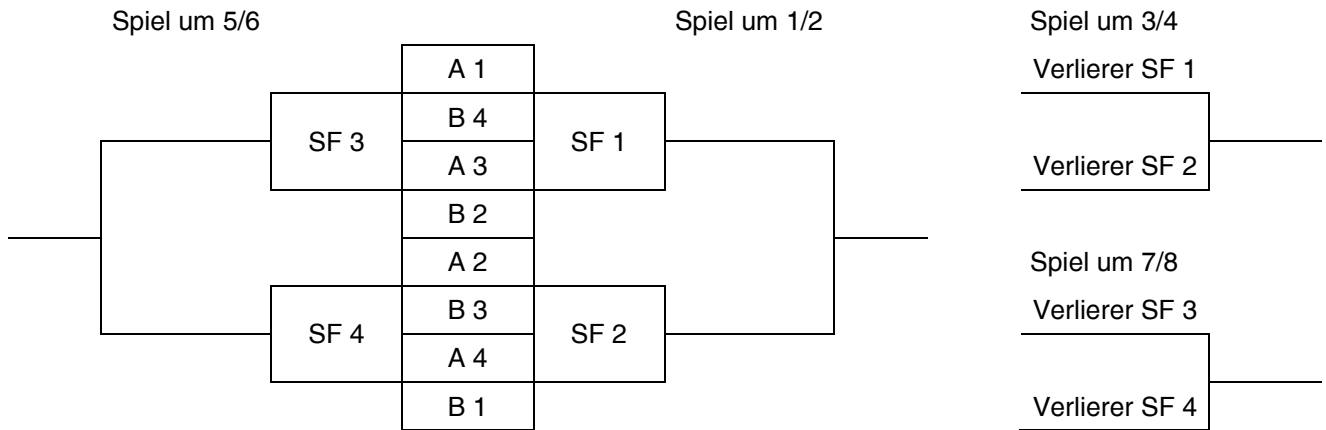 Spiel um 5/6
Spiel um 1/2
Spiel um 3/4
A 1
Verlierer SF 1
B 4
SF 3
SF 1
A 3
Verlierer SF 2
B 2
A 2
Spiel um 7/8
B 3
Verlierer SF 3
SF 4
SF 2
A 4
B 1
Verlierer SF 4